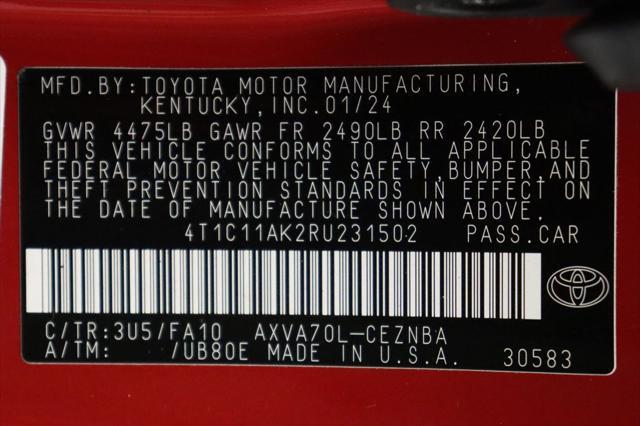 MFD.BY:TOYOTA MOTOR MANUFACTURING,
KENTUCKY,INC.01/24
GVWR 4475LB GAWR FR 2490LB RR 2420LB
THIS VEHICLE CONFORMS TO ALL APPLICABLE
FEDERAL MOTOR VEHICLE SAFETY,BUMPER,AND
THEFT PREVENTION STANDARDS IN EFFECT ON
THE DATE OF MANUFACTURE SHOWN ABOVE.
4T1C11AK2RU231502 PASS.CAR
C/TR:3U5/FA10 AXVA70L-CEZNBA
A/TM: /UB80E MADE IN U.S.A. 30583